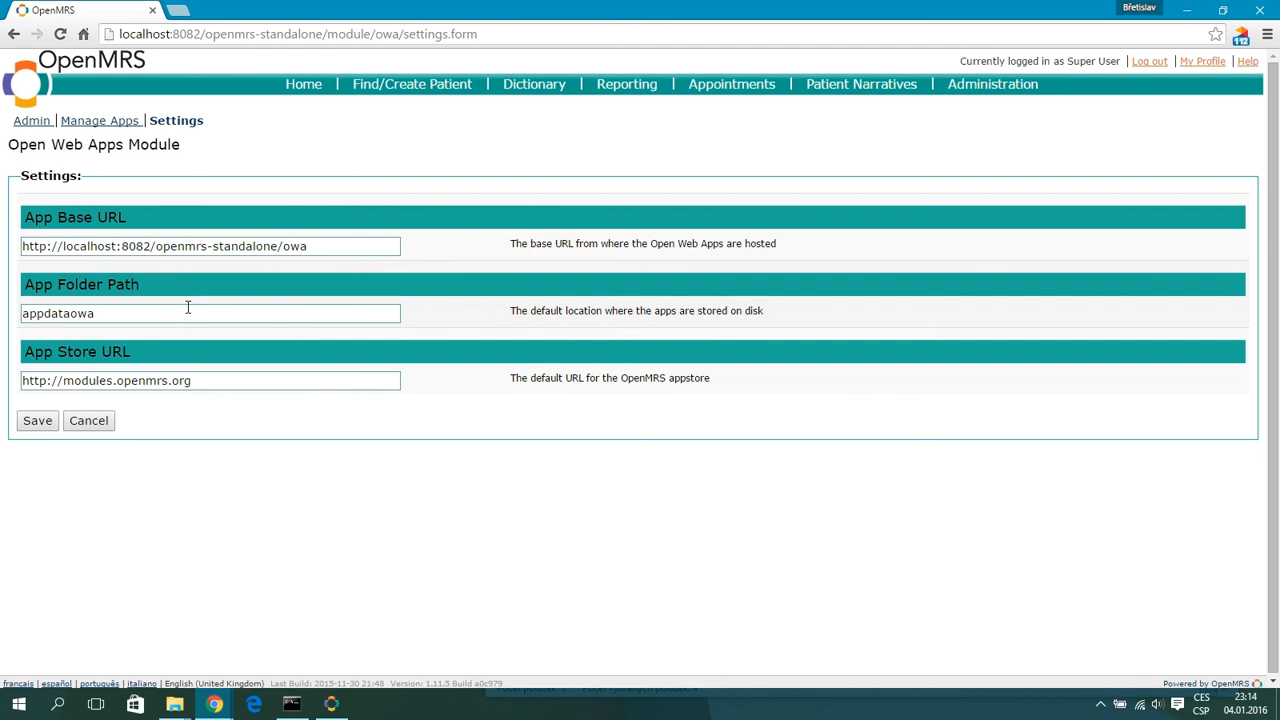 OpenMRS
Břetislav
localhost:8082/openmrs-standalone/module/owa/settings.form
112
OpenMRS
Currently logged in as Super User | Log out | My Profile | Help
Home | Find/Create Patient | Dictionary | Reporting | Appointments | Patient Narratives | Administration
Admin | Manage Apps | Settings
Open Web Apps Module
Settings:
App Base URL
http://localhost:8082/openmrs-standalone/owa The base URL from where the Open Web Apps are hosted
App Folder Path
appdataowa The default location where the apps are stored on disk
App Store URL
http://modules.openmrs.org The default URL for the OpenMRS appstore
Save Cancel
français | español | português | italiano | English (United Kingdom) Last Build: 2015-11-30 21:48 Version: 1.11.5 Build a0c979 Powered by OpenMRS
CES 23:14
CSP 04.01.2016